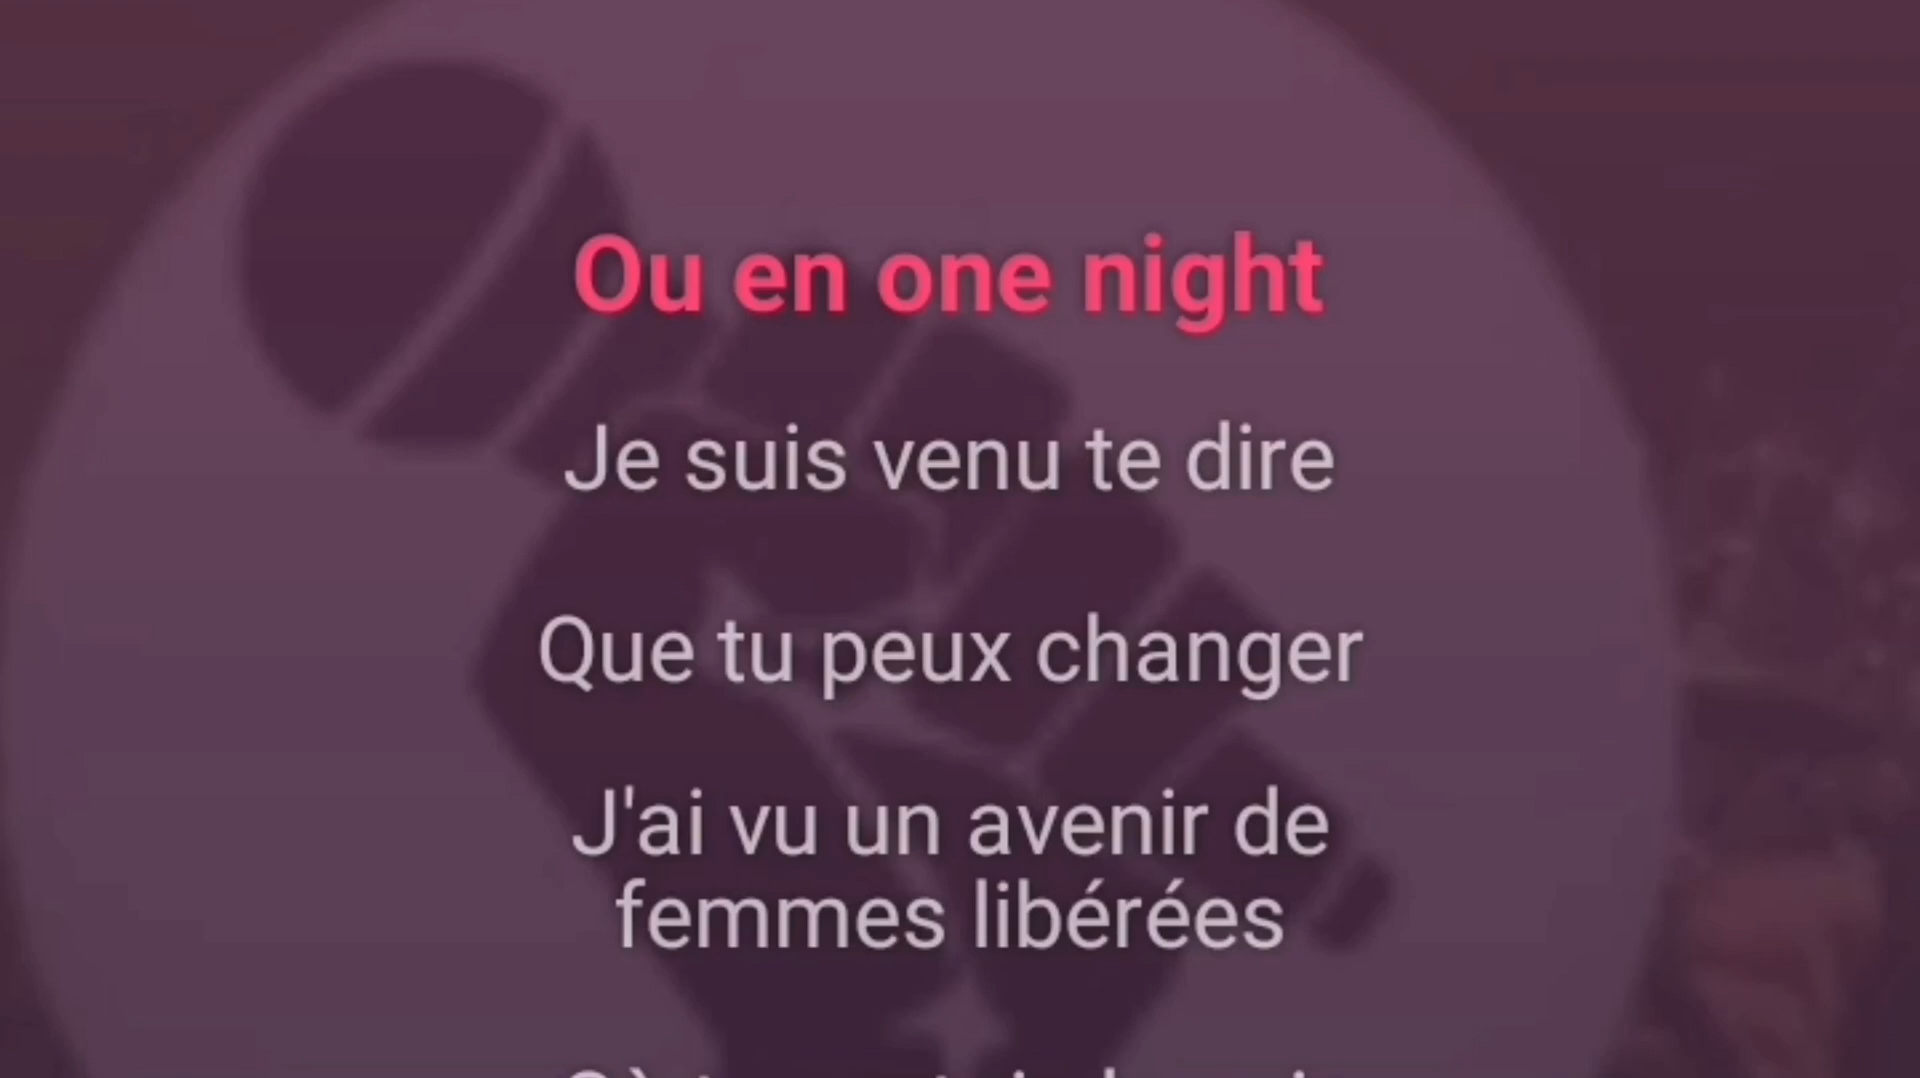 Ou en one night
Je suis venu te dire
Que tu peux changer
J'ai vu un avenir de
femmes libérées